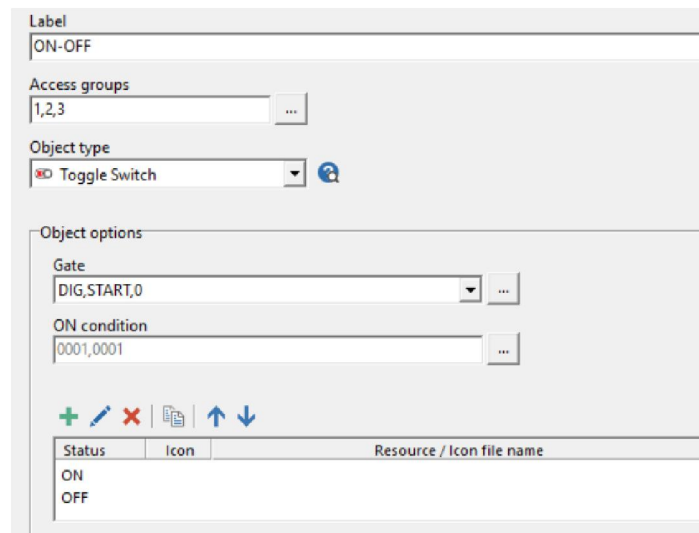 Label
ON-OFF
Access groups
1,2,3
...
Object type
Toggle Switch
Object options
Gate
DIG,START,0
...
ON condition
0001,0001
...
Status Icon Resource / Icon file name
ON
OFF